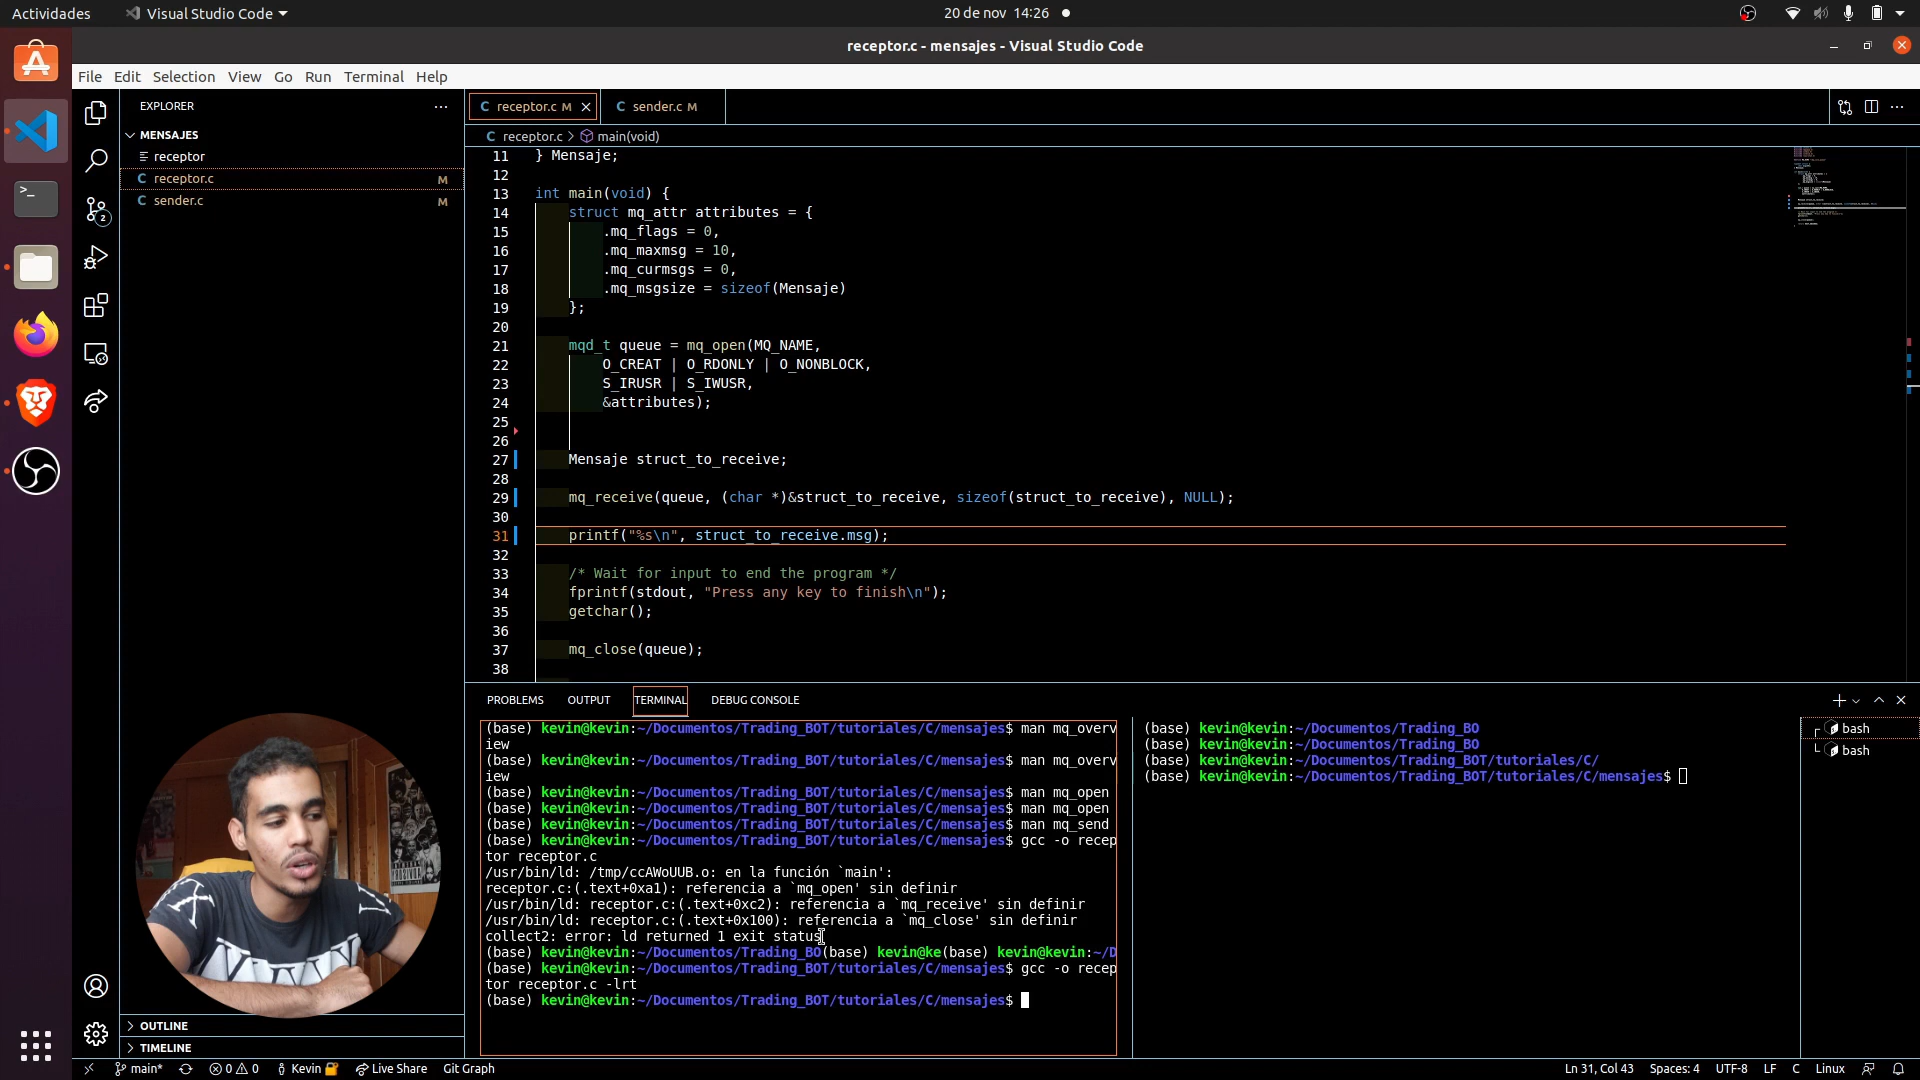 Actividades
Visual Studio Code
20 de nov 14:26
receptor.c - mensajes - Visual Studio Code
File Edit Selection View Go Run Terminal Help
EXPLORER
MENSAJES
receptor
C receptor.c M
C sender.c M
2
C receptor.c M
C sender.c M
C receptor.c > main(void)
11 } Mensaje;
12
13 int main(void) {
14 struct mq_attr attributes = {
15 .mq_flags = 0,
16 .mq_maxmsg = 10,
17 .mq_curmsgs = 0,
18 .mq_msgsize = sizeof(Mensaje)
19 };
20
21 mqd_t queue = mq_open(MQ_NAME,
22 O_CREAT | O_RDONLY | O_NONBLOCK,
23 S_IRUSR | S_IWUSR,
24 &attributes);
25
26
27 Mensaje struct_to_receive;
28
29 mq_receive(queue, (char *)&struct_to_receive, sizeof(struct_to_receive), NULL);
30
31 printf("%s\n", struct_to_receive.msg);
32
33 /* Wait for input to end the program */
34 fprintf(stdout, "Press any key to finish\n");
35 getchar();
36
37 mq_close(queue);
38
PROBLEMS OUTPUT TERMINAL DEBUG CONSOLE
(base) kevin@kevin:~/Documentos/Trading_BOT/tutoriales/C/mensajes$ man mq_overv
iew
(base) kevin@kevin:~/Documentos/Trading_BOT/tutoriales/C/mensajes$ man mq_overv
iew
(base) kevin@kevin:~/Documentos/Trading_BOT/tutoriales/C/mensajes$ man mq_open
(base) kevin@kevin:~/Documentos/Trading_BOT/tutoriales/C/mensajes$ man mq_open
(base) kevin@kevin:~/Documentos/Trading_BOT/tutoriales/C/mensajes$ man mq_send
(base) kevin@kevin:~/Documentos/Trading_BOT/tutoriales/C/mensajes$ gcc -o recep
tor receptor.c
/usr/bin/ld: /tmp/ccAWoUUB.o: en la función `main':
receptor.c:(.text+0xa1): referencia a `mq_open' sin definir
/usr/bin/ld: receptor.c:(.text+0xc2): referencia a `mq_receive' sin definir
/usr/bin/ld: receptor.c:(.text+0x100): referencia a `mq_close' sin definir
collect2: error: ld returned 1 exit status
(base) kevin@kevin:~/Documentos/Trading_BO(base) kevin@ke(base) kevin@kevin:~/D
(base) kevin@kevin:~/Documentos/Trading_BOT/tutoriales/C/mensajes$ gcc -o recep
tor receptor.c -lrt
(base) kevin@kevin:~/Documentos/Trading_BOT/tutoriales/C/mensajes$
(base) kevin@kevin:~/Documentos/Trading_BO
(base) kevin@kevin:~/Documentos/Trading_BO
(base) kevin@kevin:~/Documentos/Trading_BOT/tutoriales/C/
(base) kevin@kevin:~/Documentos/Trading_BOT/tutoriales/C/mensajes$
bash
bash
OUTLINE
TIMELINE
main* 0 0 Kevin Live Share Git Graph
Ln 31, Col 43 Spaces: 4 UTF-8 LF C Linux